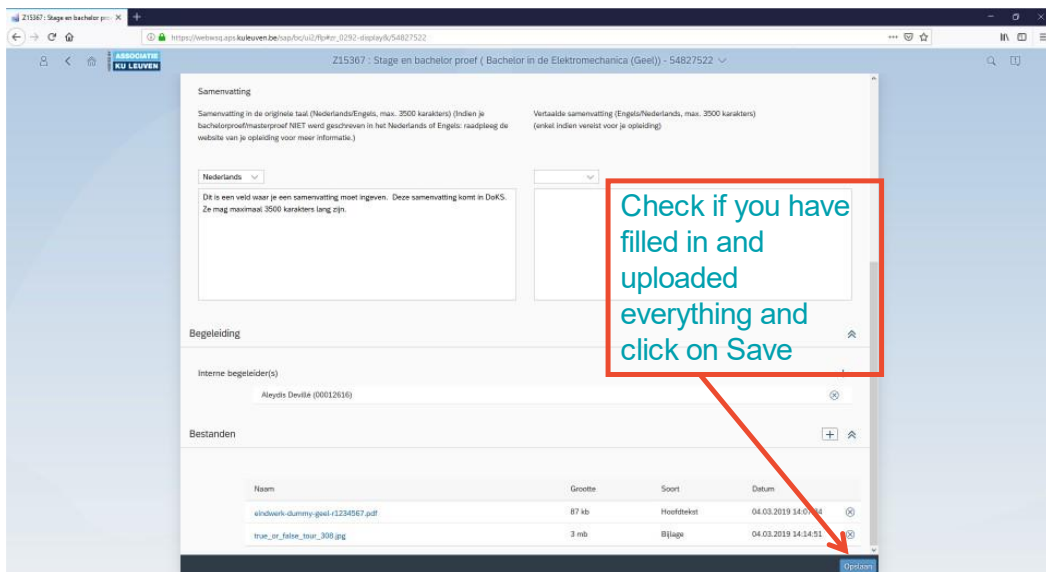 Z15367 : Stage en bachelor pro
https://webwsq.aps.kuleuven.be/sap/bc/ui2/flp#zr_0292-display/k/54827522
ASSOCIATIE
KU LEUVEN
Z15367 : Stage en bachelor proef ( Bachelor in de Elektromechanica (Geel)) - 54827522
Samenvatting
Samenvatting in de originele taal (Nederlands/Engels, max. 3500 karakters) (Indien je
bachelorproef/masterproef NIET werd geschreven in het Nederlands of Engels: raadpleeg de
website van je opleiding voor meer informatie.)
Vertaalde samenvatting (Engels/Nederlands, max. 3500 karakters)
(enkel indien vereist voor je opleiding)
Nederlands
Dit is een veld waar je een samenvatting moet ingeven. Deze samenvatting komt in DoKS.
Ze mag maximaal 3500 karakters lang zijn.
Check if you have
filled in and
uploaded
everything and
click on Save
Begeleiding
Interne begeleider(s)
Aleydis Devillé (00012616)
Bestanden
Naam Grootte Soort Datum
eindwerk-dummy-geel-r1234567.pdf 87 kb Hoofdtekst 04.03.2019
true_or_false_tour_308.jpg 3 mb Bijlage 04.03.2019 14:14:51
Opslaan